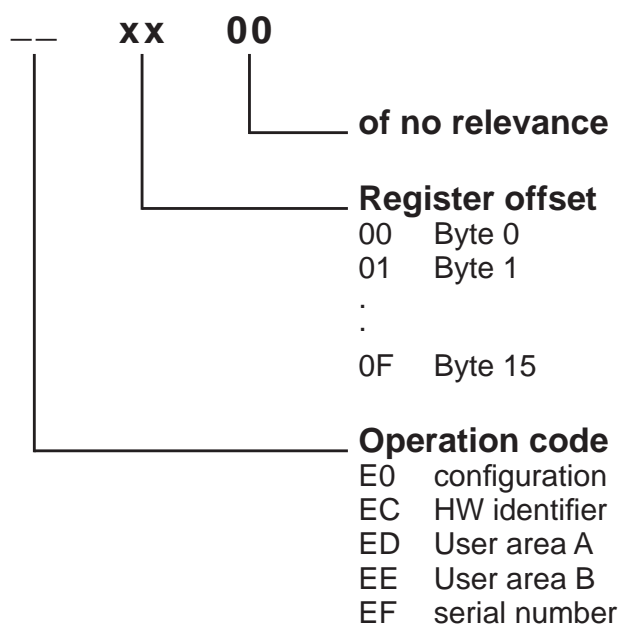 __ xx 00
of no relevance
Register offset
00 Byte 0
01 Byte 1
.
.
0F Byte 15
Operation code
E0 configuration
EC HW identifier
ED User area A
EE User area B
EF serial number